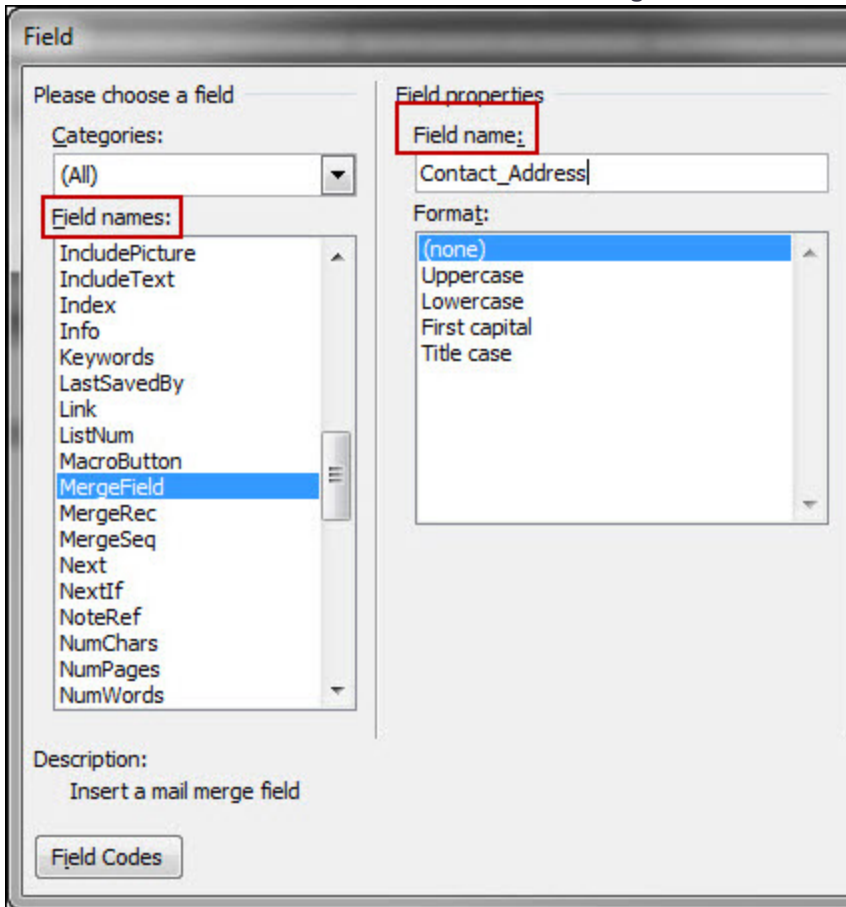 Field
Please choose a field
Categories:
(All)
Field names:
IncludePicture
IncludeText
Index
Info
Keywords
LastSavedBy
Link
ListNum
MacroButton
MergeField
MergeRec
MergeSeq
Next
NextIf
NoteRef
NumChars
NumPages
NumWords
Field properties
Field name:
Contact_Address
Format:
(none)
Uppercase
Lowercase
First capital
Title case
Description:
Insert a mail merge field
Field Codes